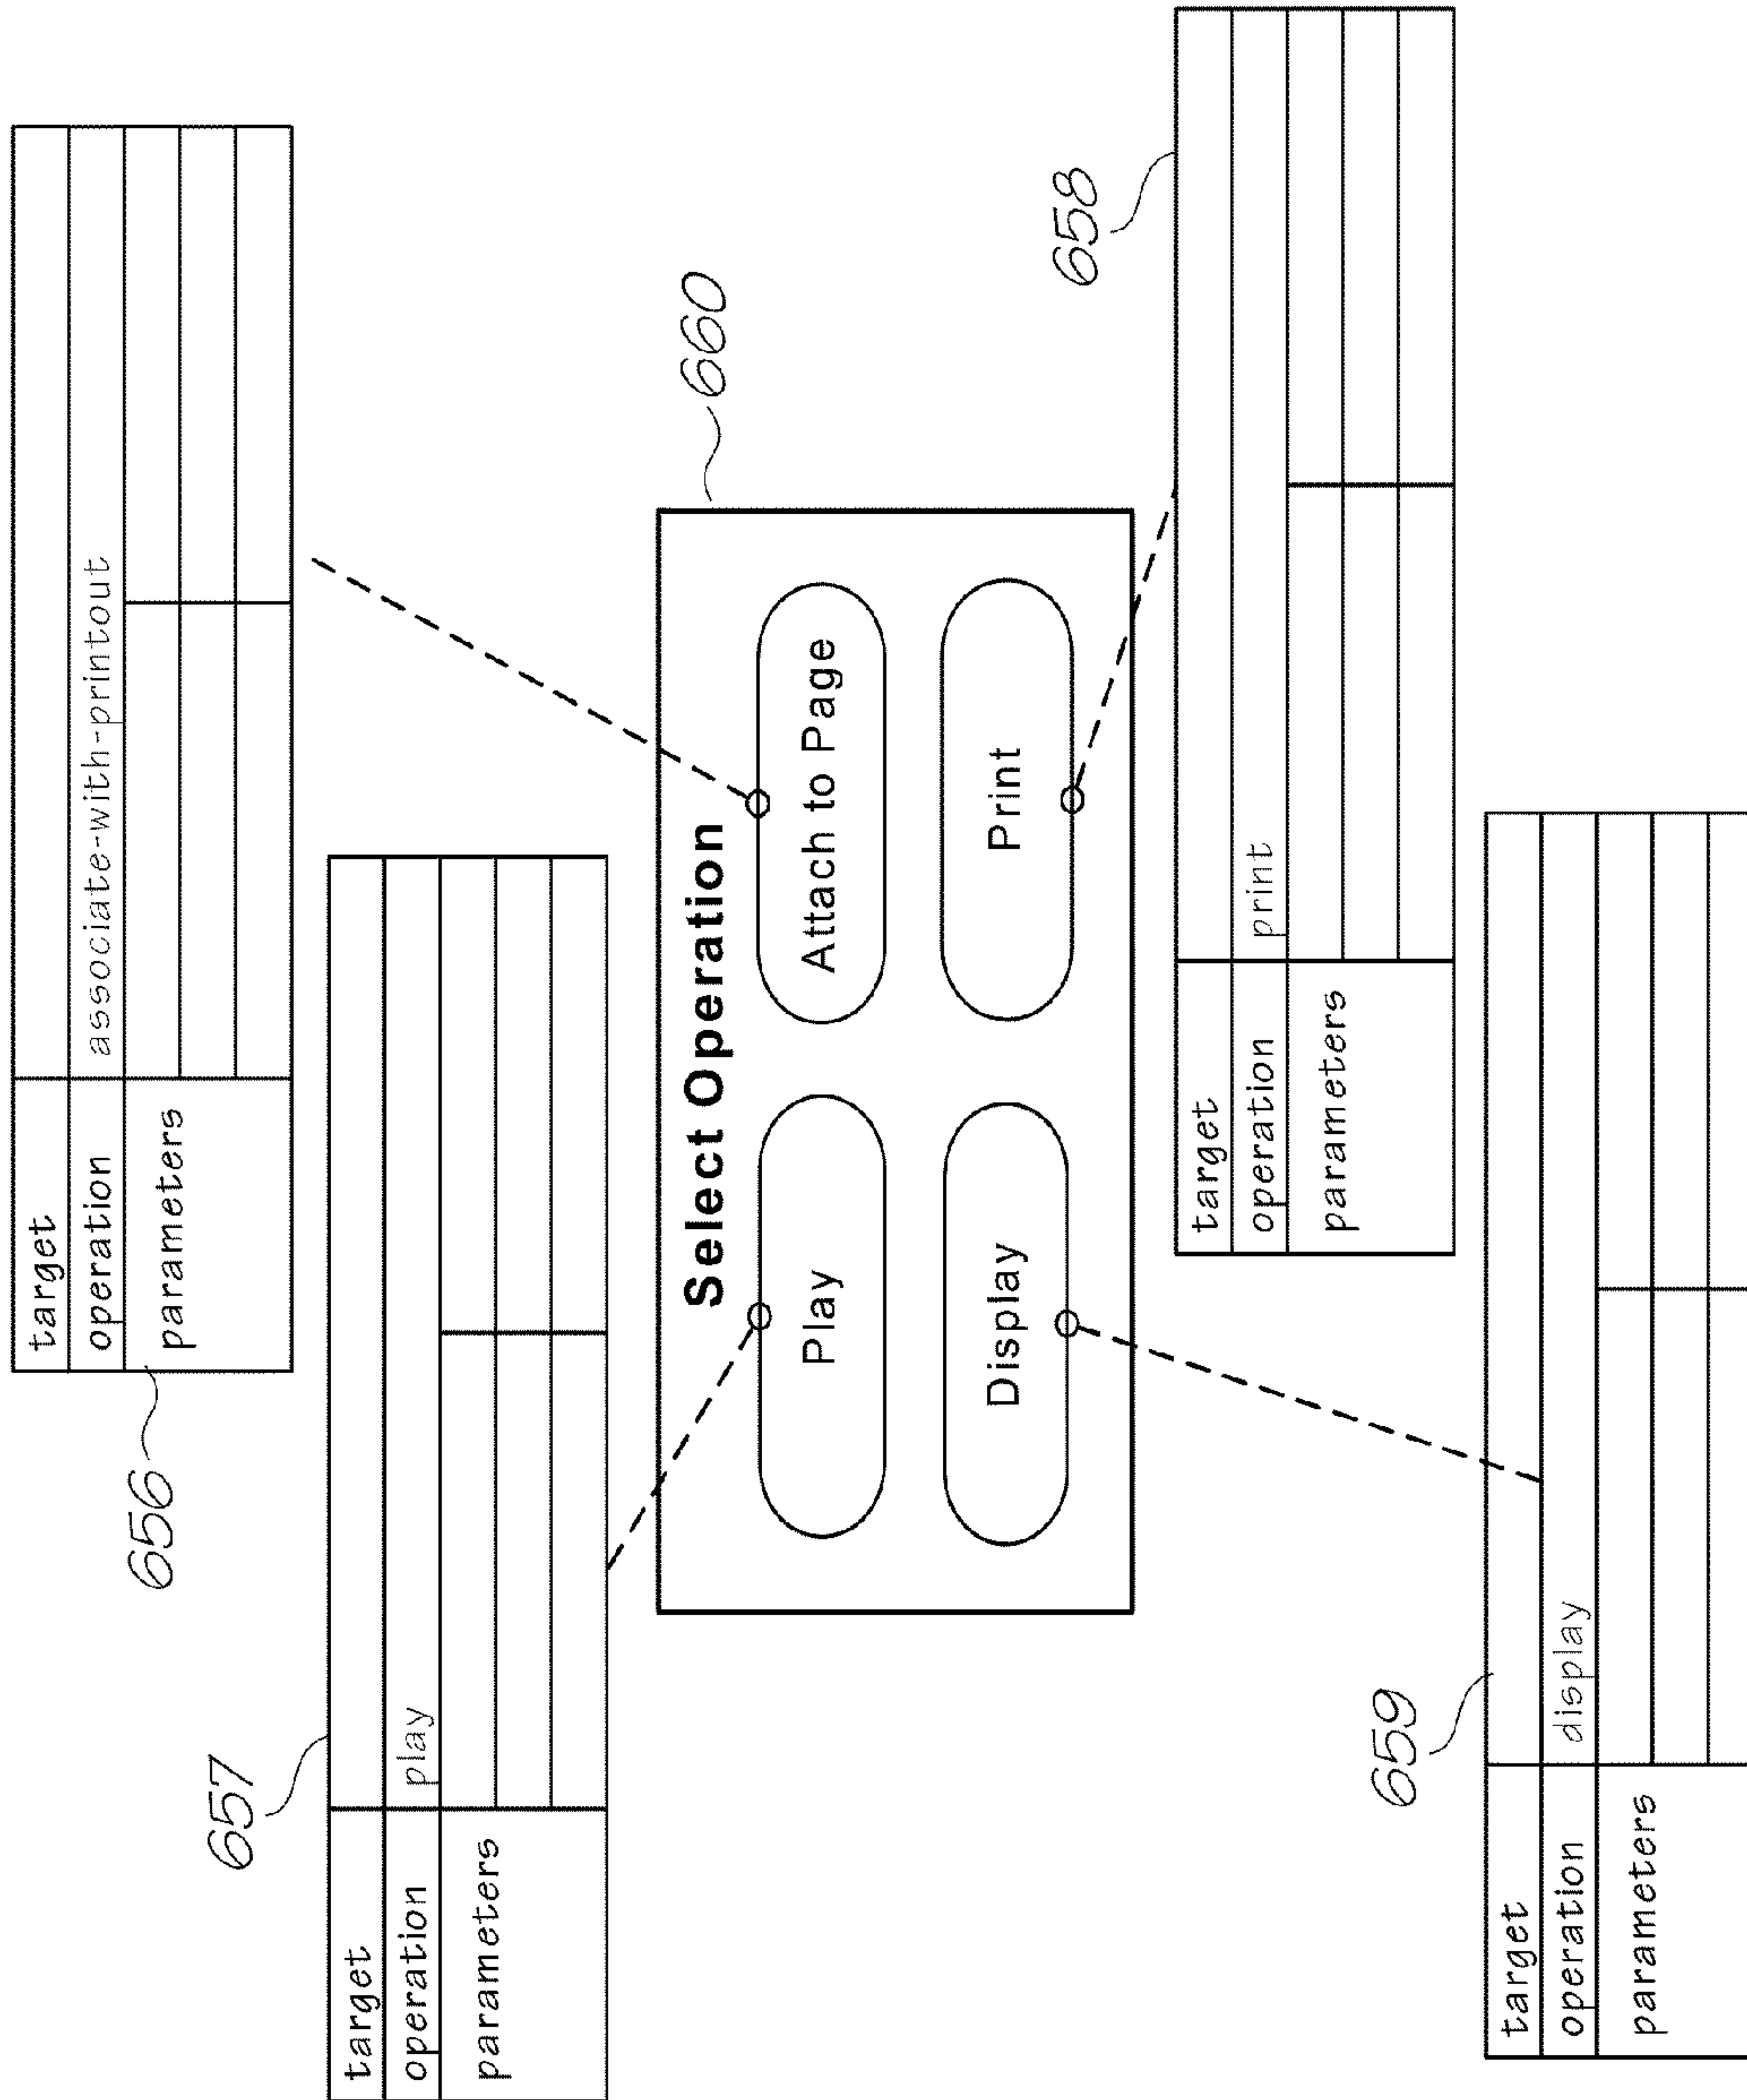 target
operation associate-with-printout
parameters
656
657
target
operation play
parameters
660
Select Operation
Play Attach to Page
Display Print
658
target
operation print
parameters
659
target
operation display
parameters